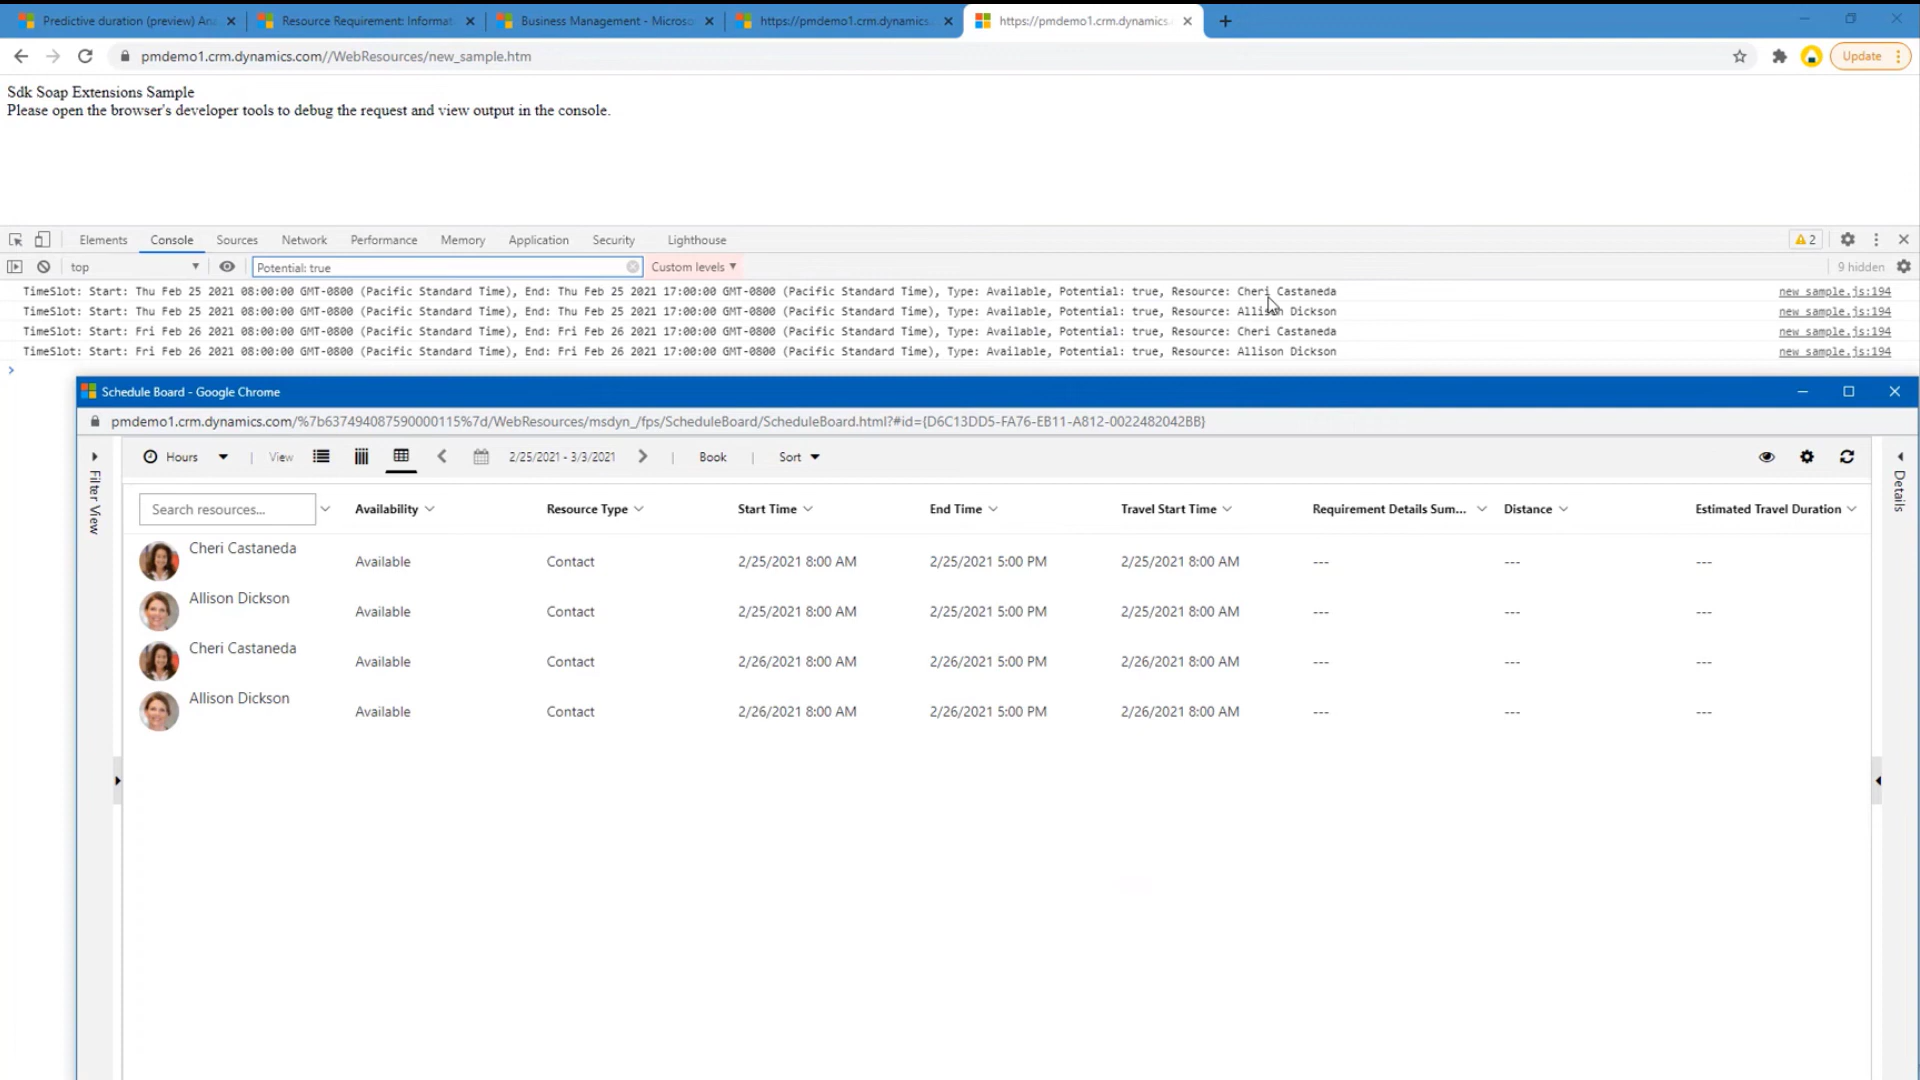 Predictive duration (preview) An
Resource Requirement: Informat
Business Management - Microso
https://pmdemo1.crm.dynamics.
https://pmdemo1.crm.dynamics.
pmdemo1.crm.dynamics.com//WebResources/new_sample.htm
Update
Sdk Soap Extensions Sample
Please open the browser's developer tools to debug the request and view output in the console.
Elements Console Sources Network Performance Memory Application Security Lighthouse 2
top Potential: true Custom levels 9 hidden
TimeSlot: Start: Thu Feb 25 2021 08:00:00 GMT-0800 (Pacific Standard Time), End: Thu Feb 25 2021 17:00:00 GMT-0800 (Pacific Standard Time), Type: Available, Potential: true, Resource: Cheri Castaneda new_sample.js:194
TimeSlot: Start: Thu Feb 25 2021 08:00:00 GMT-0800 (Pacific Standard Time), End: Thu Feb 25 2021 17:00:00 GMT-0800 (Pacific Standard Time), Type: Available, Potential: true, Resource: Allison Dickson new_sample.js:194
TimeSlot: Start: Fri Feb 26 2021 08:00:00 GMT-0800 (Pacific Standard Time), End: Fri Feb 26 2021 17:00:00 GMT-0800 (Pacific Standard Time), Type: Available, Potential: true, Resource: Cheri Castaneda new_sample.js:194
TimeSlot: Start: Fri Feb 26 2021 08:00:00 GMT-0800 (Pacific Standard Time), End: Fri Feb 26 2021 17:00:00 GMT-0800 (Pacific Standard Time), Type: Available, Potential: true, Resource: Allison Dickson new_sample.js:194
Schedule Board - Google Chrome
pmdemo1.crm.dynamics.com/%7b637494087590000115%7d/WebResources/msdyn_/fps/ScheduleBoard/ScheduleBoard.html?#id={D6C13DD5-FA76-EB11-A812-0022482042BB}
Hours View 2/25/2021 - 3/3/2021 Book Sort
Filter View
Details
Search resources... Availability Resource Type Start Time End Time Travel Start Time Requirement Details Sum... Distance Estimated Travel Duration
Cheri Castaneda Available Contact 2/25/2021 8:00 AM 2/25/2021 5:00 PM 2/25/2021 8:00 AM --- --- ---
Allison Dickson Available Contact 2/25/2021 8:00 AM 2/25/2021 5:00 PM 2/25/2021 8:00 AM --- --- ---
Cheri Castaneda Available Contact 2/26/2021 8:00 AM 2/26/2021 5:00 PM 2/26/2021 8:00 AM --- --- ---
Allison Dickson Available Contact 2/26/2021 8:00 AM 2/26/2021 5:00 PM 2/26/2021 8:00 AM --- --- ---